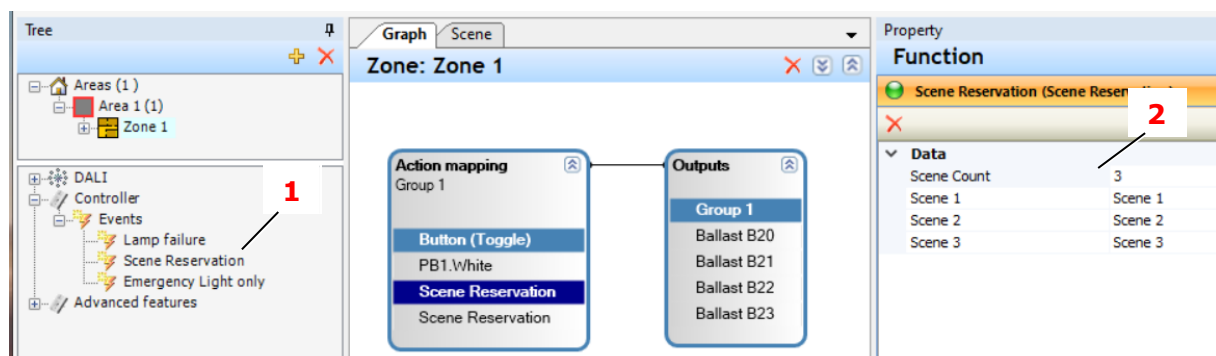 Tree
Areas (1 )
Area 1 (1)
Zone 1
DALI
Controller
Events
Lamp failure
Scene Reservation
Emergency Light only
Advanced features
1
Graph
Scene
Zone: Zone 1
Action mapping
Group 1
Button (Toggle)
PB1.White
Scene Reservation
Scene Reservation
Outputs
Group 1
Ballast B20
Ballast B21
Ballast B22
Ballast B23
Property
Function
Scene Reservation (Scene
2
Data
Scene Count 3
Scene 1 Scene 1
Scene 2 Scene 2
Scene 3 Scene 3